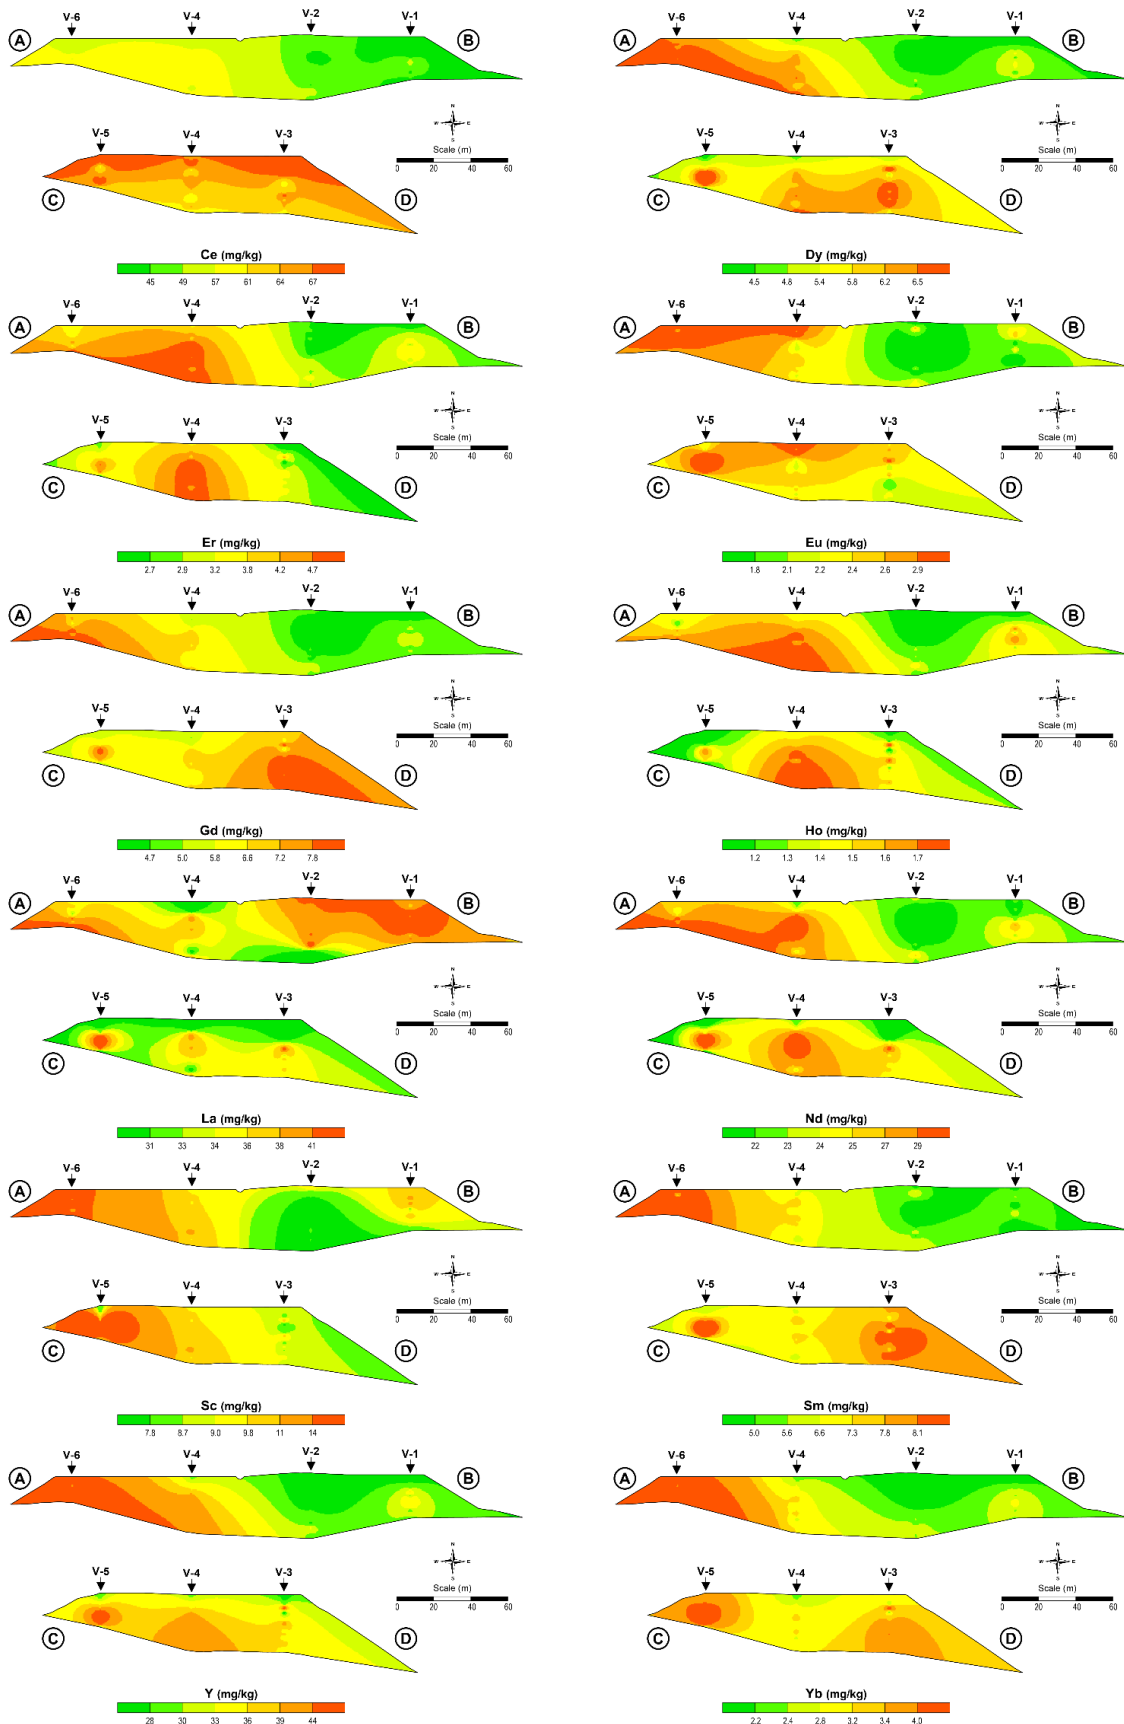 V-6 V-4 V-2 V-1
A B
N
W E
S
V-5 V-4 V-3
Scale (m)
0 20 40 60
C D
Ce (mg/kg)
45 49 57 61 64 67
V-6 V-4 V-2 V-1
A B
N
W E
S
V-5 V-4 V-3
Scale (m)
0 20 40 60
C D
Dy (mg/kg)
4.5 4.8 5.4 5.8 6.2 6.5
V-6 V-4 V-2 V-1
A B
N
W E
S
V-5 V-4 V-3
Scale (m)
0 20 40 60
C D
Er (mg/kg)
2.7 2.9 3.2 3.8 4.2 4.7
V-6 V-4 V-2 V-1
A B
N
W E
S
V-5 V-4 V-3
Scale (m)
0 20 40 60
C D
Eu (mg/kg)
1.8 2.1 2.2 2.4 2.6 2.9
V-6 V-4 V-2 V-1
A B
N
W E
S
V-5 V-4 V-3
Scale (m)
0 20 40 60
C D
Gd (mg/kg)
4.7 5.0 5.8 6.6 7.2 7.8
V-6 V-4 V-2 V-1
A B
N
W E
S
V-5 V-4 V-3
Scale (m)
0 20 40 60
C D
Ho (mg/kg)
1.2 1.3 1.4 1.5 1.6 1.7
V-6 V-4 V-2 V-1
A B
N
W E
S
V-5 V-4 V-3
Scale (m)
0 20 40 60
C D
La (mg/kg)
31 33 34 36 38 41
V-6 V-4 V-2 V-1
A B
N
W E
S
V-5 V-4 V-3
Scale (m)
0 20 40 60
C D
Nd (mg/kg)
22 23 24 25 27 29
V-6 V-4 V-2 V-1
A B
N
W E
S
V-5 V-4 V-3
Scale (m)
0 20 40 60
C D
Sc (mg/kg)
7.8 8.7 9.0 9.8 11 14
V-6 V-4 V-2 V-1
A B
N
W E
S
V-5 V-4 V-3
Scale (m)
0 20 40 60
C D
Sm (mg/kg)
5.0 5.6 6.6 7.3 7.8 8.1
V-6 V-4 V-2 V-1
A B
N
W E
S
V-5 V-4 V-3
Scale (m)
0 20 40 60
C D
Y (mg/kg)
28 30 33 36 39 44
V-6 V-4 V-2 V-1
A B
N
W E
S
V-5 V-4 V-3
Scale (m)
0 20 40 60
C D
Yb (mg/kg)
2.2 2.4 2.8 3.2 3.4 4.0